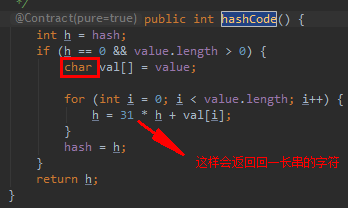 */
@Contract(pure=true) public int hashCode() {
int h = hash;
if (h == 0 && value.length > 0) {
char val[] = value;
for (int i = 0; i < value.length; i++) {
h = 31 * h + val[i];
}
hash = h;
这样会返回回一长串的字符
}
return h;
}